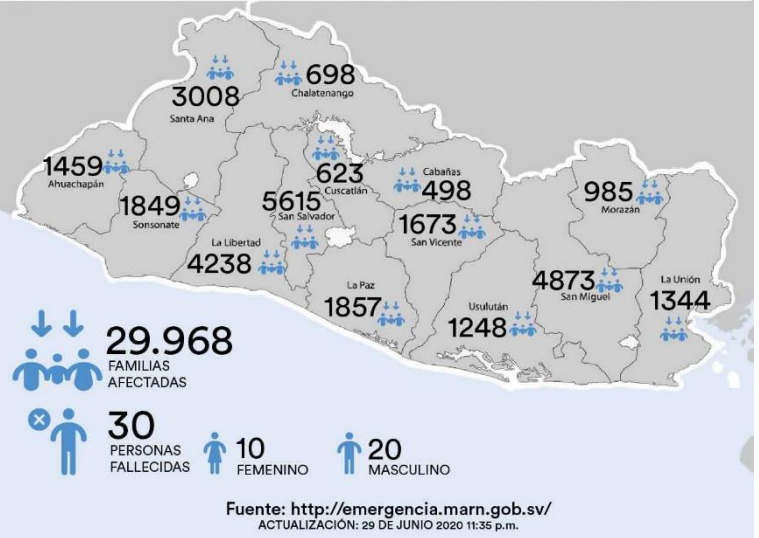 698
Chalatenango
3008
Santa Ana
1459
Ahuachapán
623
Cuscatlán
Cabañas
498
985
Morazán
1849
Sonsonate
5615
San Salvador
1673
San Vicente
La Libertad
4238
La Paz
1857
Usulután
1248
4873
San Miguel
La Unión
1344
29.968
FAMILIAS
AFECTADAS
30
PERSONAS
FALLECIDAS
10
FEMENINO
20
MASCULINO
Fuente: http://emergencia.marn.gob.sv/
ACTUALIZACIÓN: 29 DE JUNIO 2020 11:35 p.m.